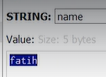 STRING: name
Value: Size: 5 bytes
fatih